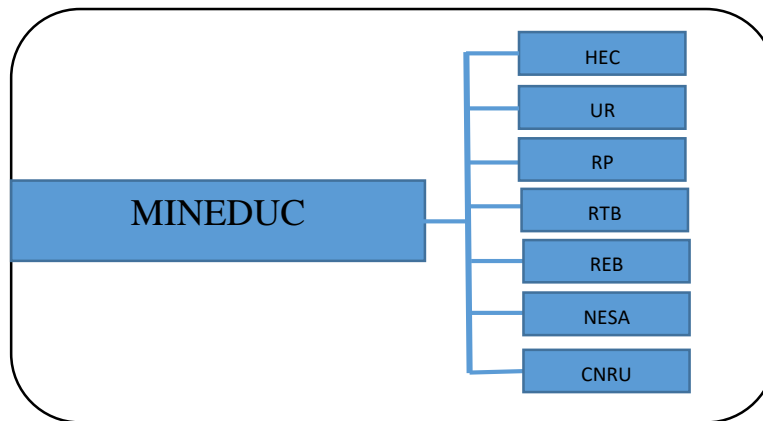 HEC
UR
RP
MINEDUC
RTB
REB
NESA
CNRU